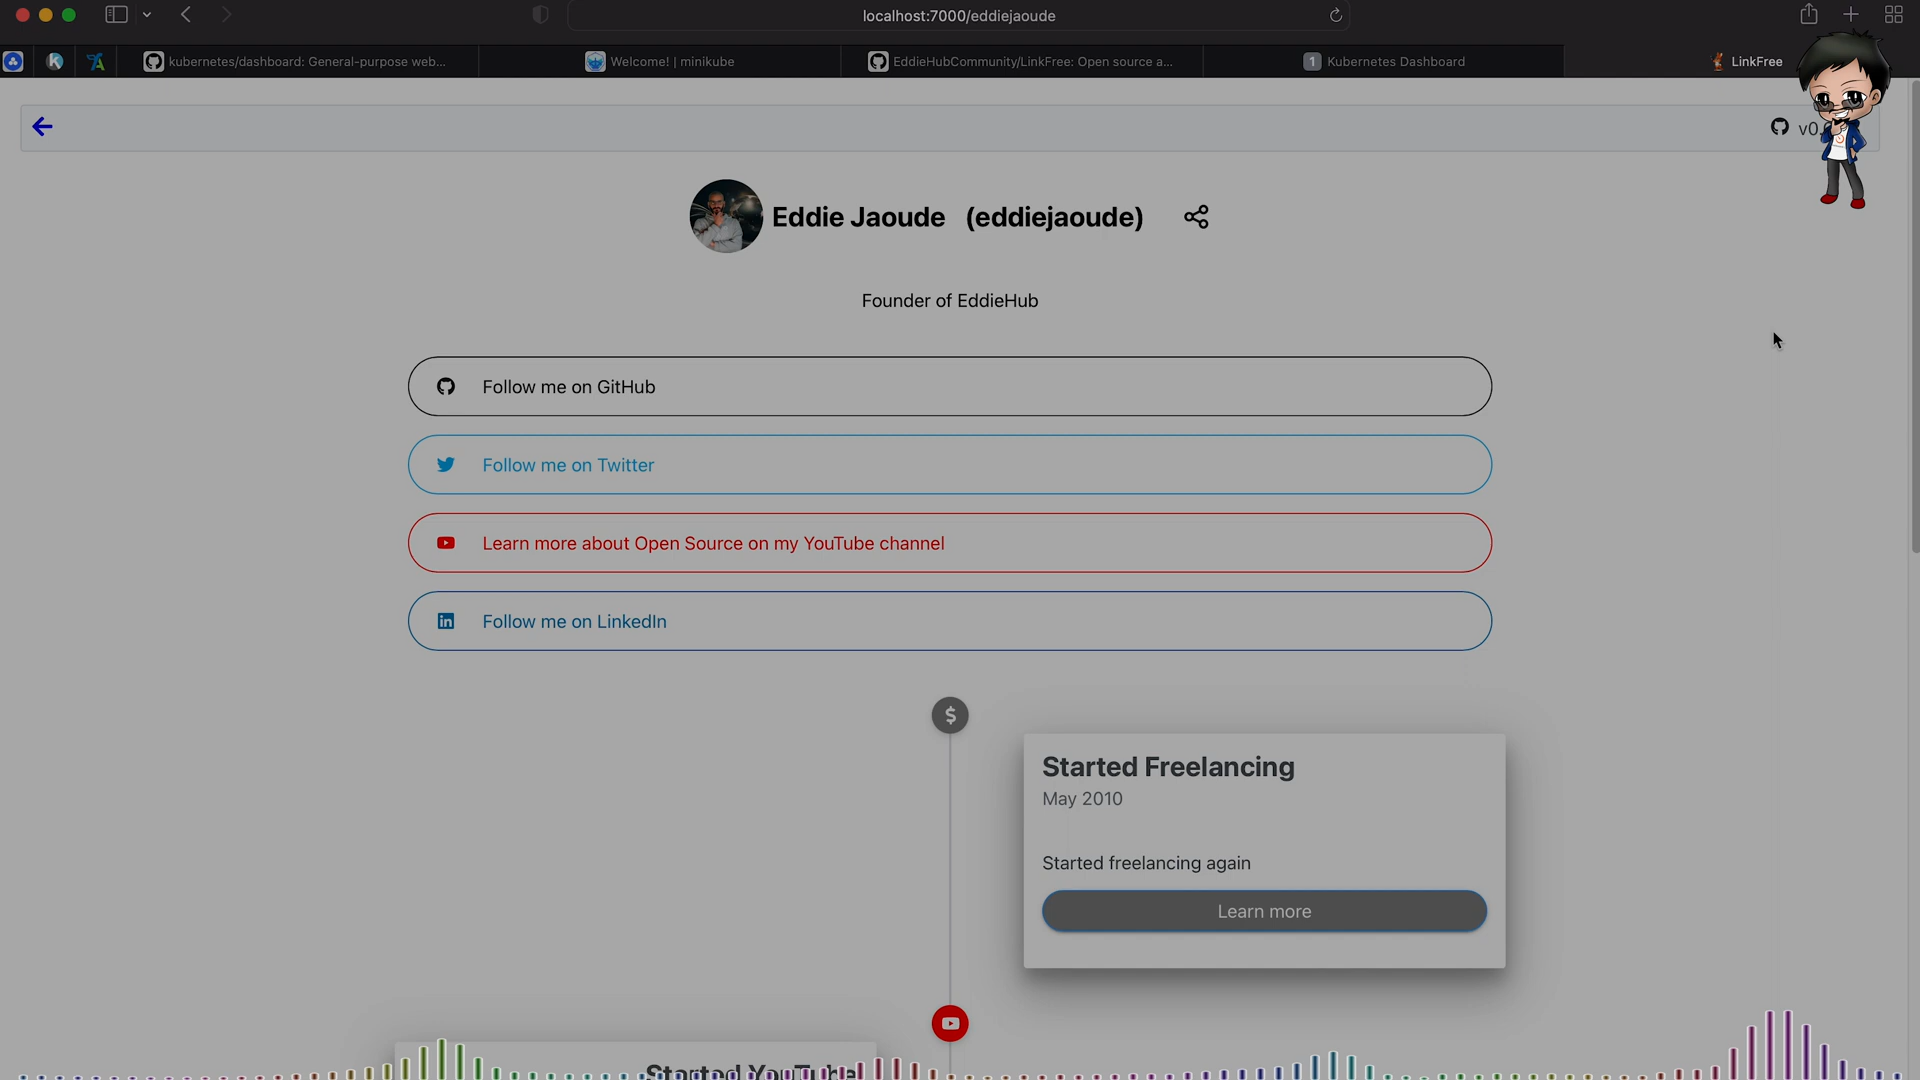 localhost:7000/eddiejaoude
kubernetes/dashboard: General-purpose web...
Welcome! | minikube
EddieHubCommunity/LinkFree: Open source a...
1 Kubernetes Dashboard
LinkFree
Eddie Jaoude (eddiejaoude)
Founder of EddieHub
Follow me on GitHub
Follow me on Twitter
Learn more about Open Source on my YouTube channel
Follow me on LinkedIn
Started Freelancing
May 2010
Started freelancing again
Learn more
Started YouTube